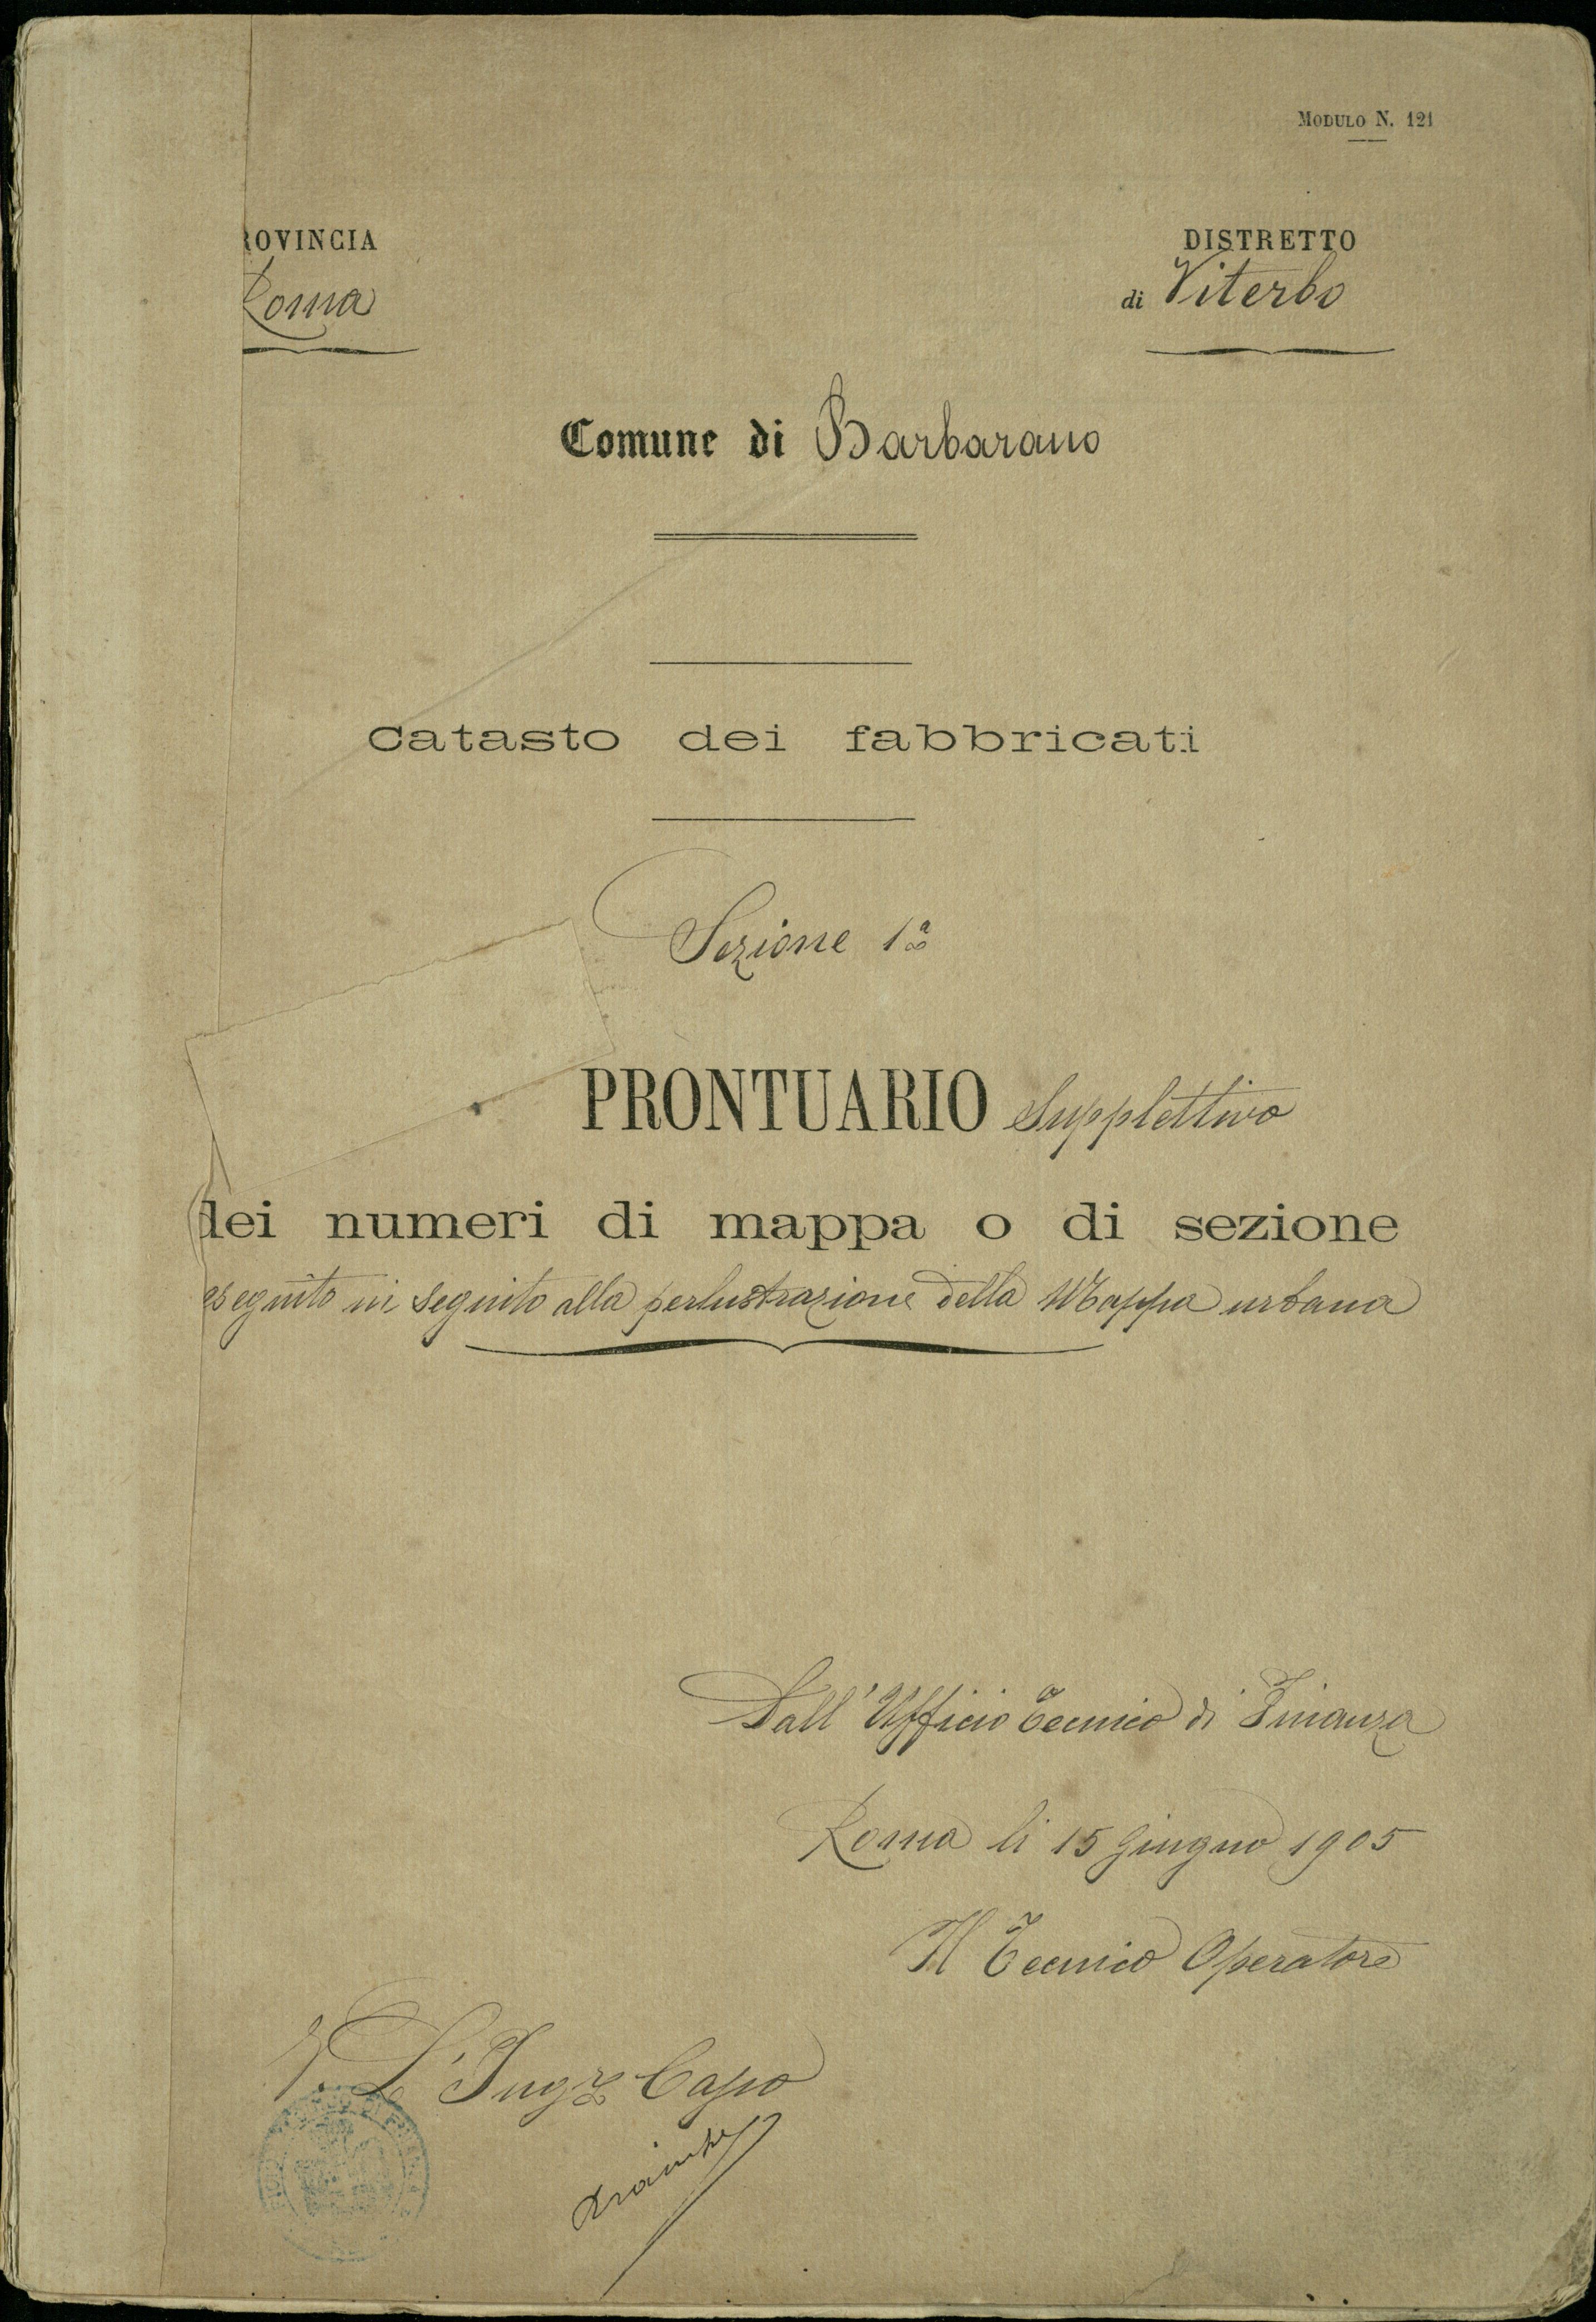 MODULO N. 121
ROVINCIA
Roma
DISTRETTO
di Viterbo
Comune di Barbarano
Catasto dei fabbricati
Sezione 1ª
PRONTUARIO Supplettivo
dei numeri di mappa o di sezione
eseguito in seguito alla perlustrazione della Mappa urbana
Dall'Ufficio Tecnico di Finanza
Roma li 15 Giugno 1905
Il Tecnico Operatore
V. L'Ingre Capo